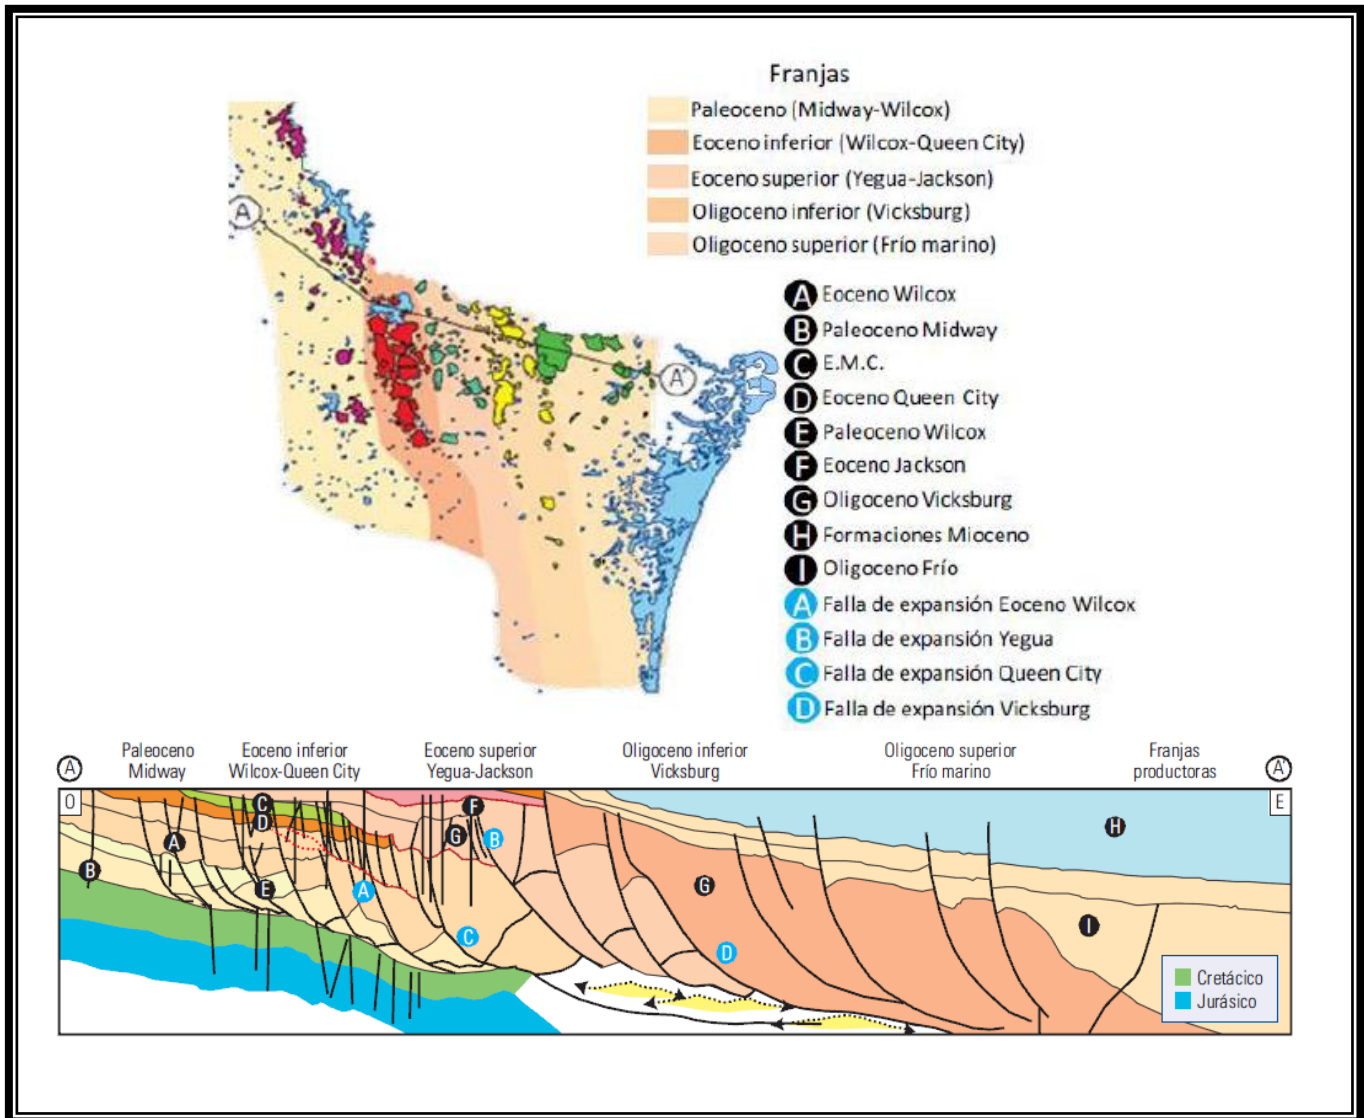 Franjas
Paleoceno (Midway-Wilcox)
Eoceno inferior (Wilcox-Queen City)
Eoceno superior (Yegua-Jackson)
Oligoceno inferior (Vicksburg)
Oligoceno superior (Frío marino)
A
A'
A Eoceno Wilcox
B Paleoceno Midway
C E.M.C.
D Eoceno Queen City
E Paleoceno Wilcox
F Eoceno Jackson
G Oligoceno Vicksburg
H Formaciones Mioceno
I Oligoceno Frío
A Falla de expansión Eoceno Wilcox
B Falla de expansión Yegua
C Falla de expansión Queen City
D Falla de expansión Vicksburg
A
Paleoceno
Midway
Eoceno inferior
Wilcox-Queen City
Eoceno superior
Yegua-Jackson
Oligoceno inferior
Vicksburg
Oligoceno superior
Frío marino
Franjas
productoras
A'
O
E
C
D
A
B
E
A
F
G
B
C
G
D
H
I
Cretácico
Jurásico